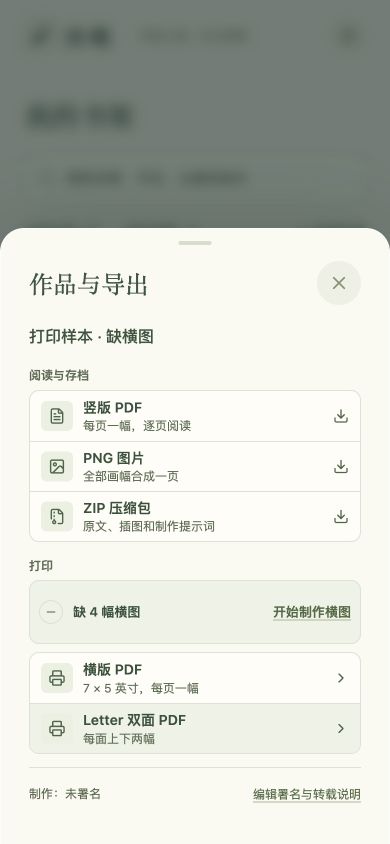 作品与导出
打印样本 · 缺横图
阅读与存档
竖版 PDF
每页一幅，逐页阅读
PNG 图片
全部画幅合成一页
ZIP 压缩包
原文、插图和制作提示词
打印
缺 4 幅横图
开始制作横图
横版 PDF
7 × 5 英寸，每页一幅
Letter 双面 PDF
每面上下两幅
制作：未署名
编辑署名与转载说明